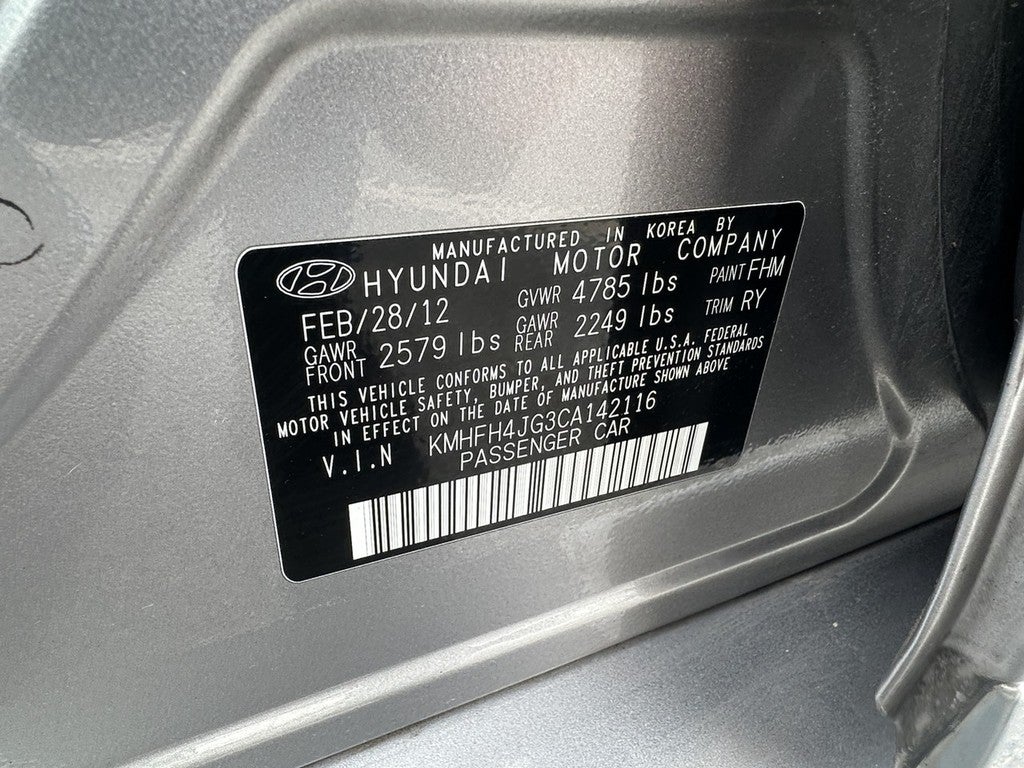 MANUFACTURED IN KOREA BY
HYUNDAI MOTOR COMPANY
FEB/28/12 GVWR 4785 lbs PAINT FHM
GAWR FRONT 2579 lbs GAWR REAR 2249 lbs TRIM RY
THIS VEHICLE CONFORMS TO ALL APPLICABLE U.S.A. FEDERAL
MOTOR VEHICLE SAFETY, BUMPER, AND THEFT PREVENTION STANDARDS
IN EFFECT ON THE DATE OF MANUFACTURE SHOWN ABOVE
V.I.N KMHFH4JG3CA142116
PASSENGER CAR